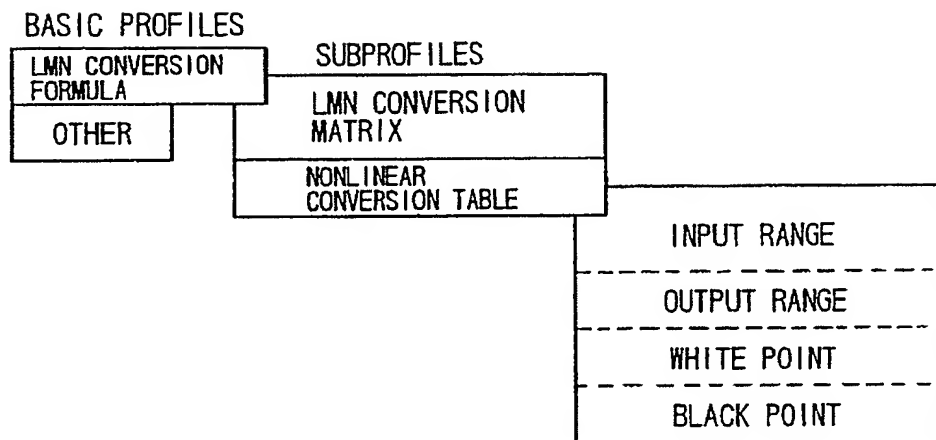 BASIC PROFILES
LMN CONVERSION
FORMULA
OTHER
SUBPROFILES
LMN CONVERSION
MATRIX
NONLINEAR
CONVERSION TABLE
INPUT RANGE
OUTPUT RANGE
WHITE POINT
BLACK POINT